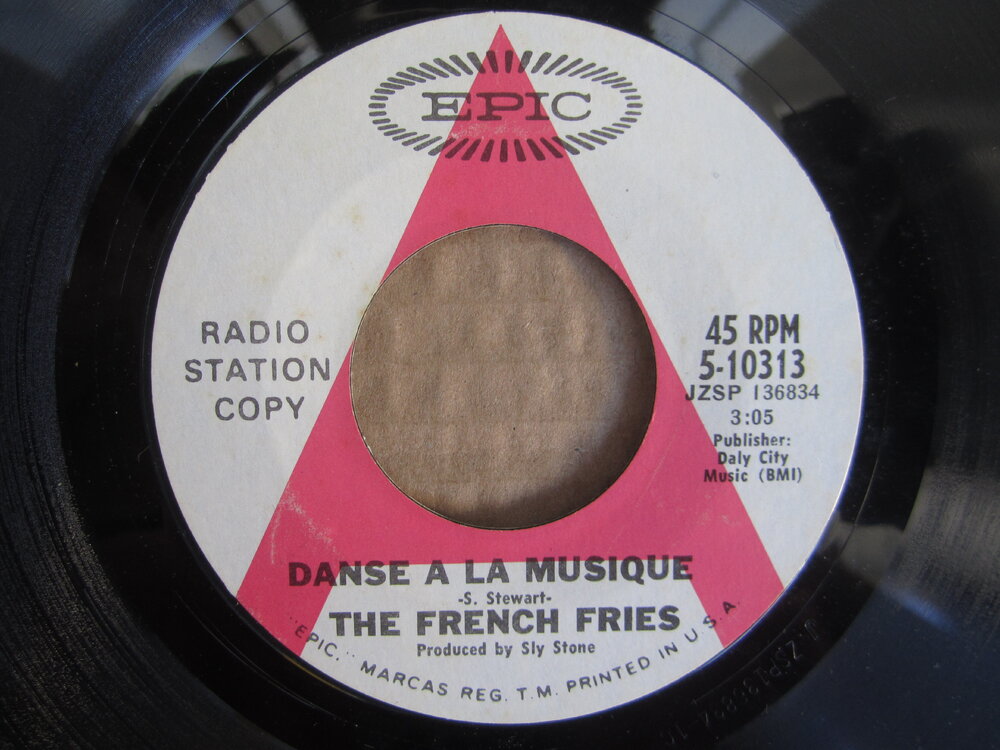 EPIC
RADIO
STATION
COPY
45 RPM
5-10313
JZSP 136834
3:05
Publisher:
Daly City
Music (BMI)
DANSE A LA MUSIQUE
-S. Stewart-
THE FRENCH FRIES
Produced by Sly Stone
"EPIC," MARCAS REG. T.M. PRINTED IN U.S.A.